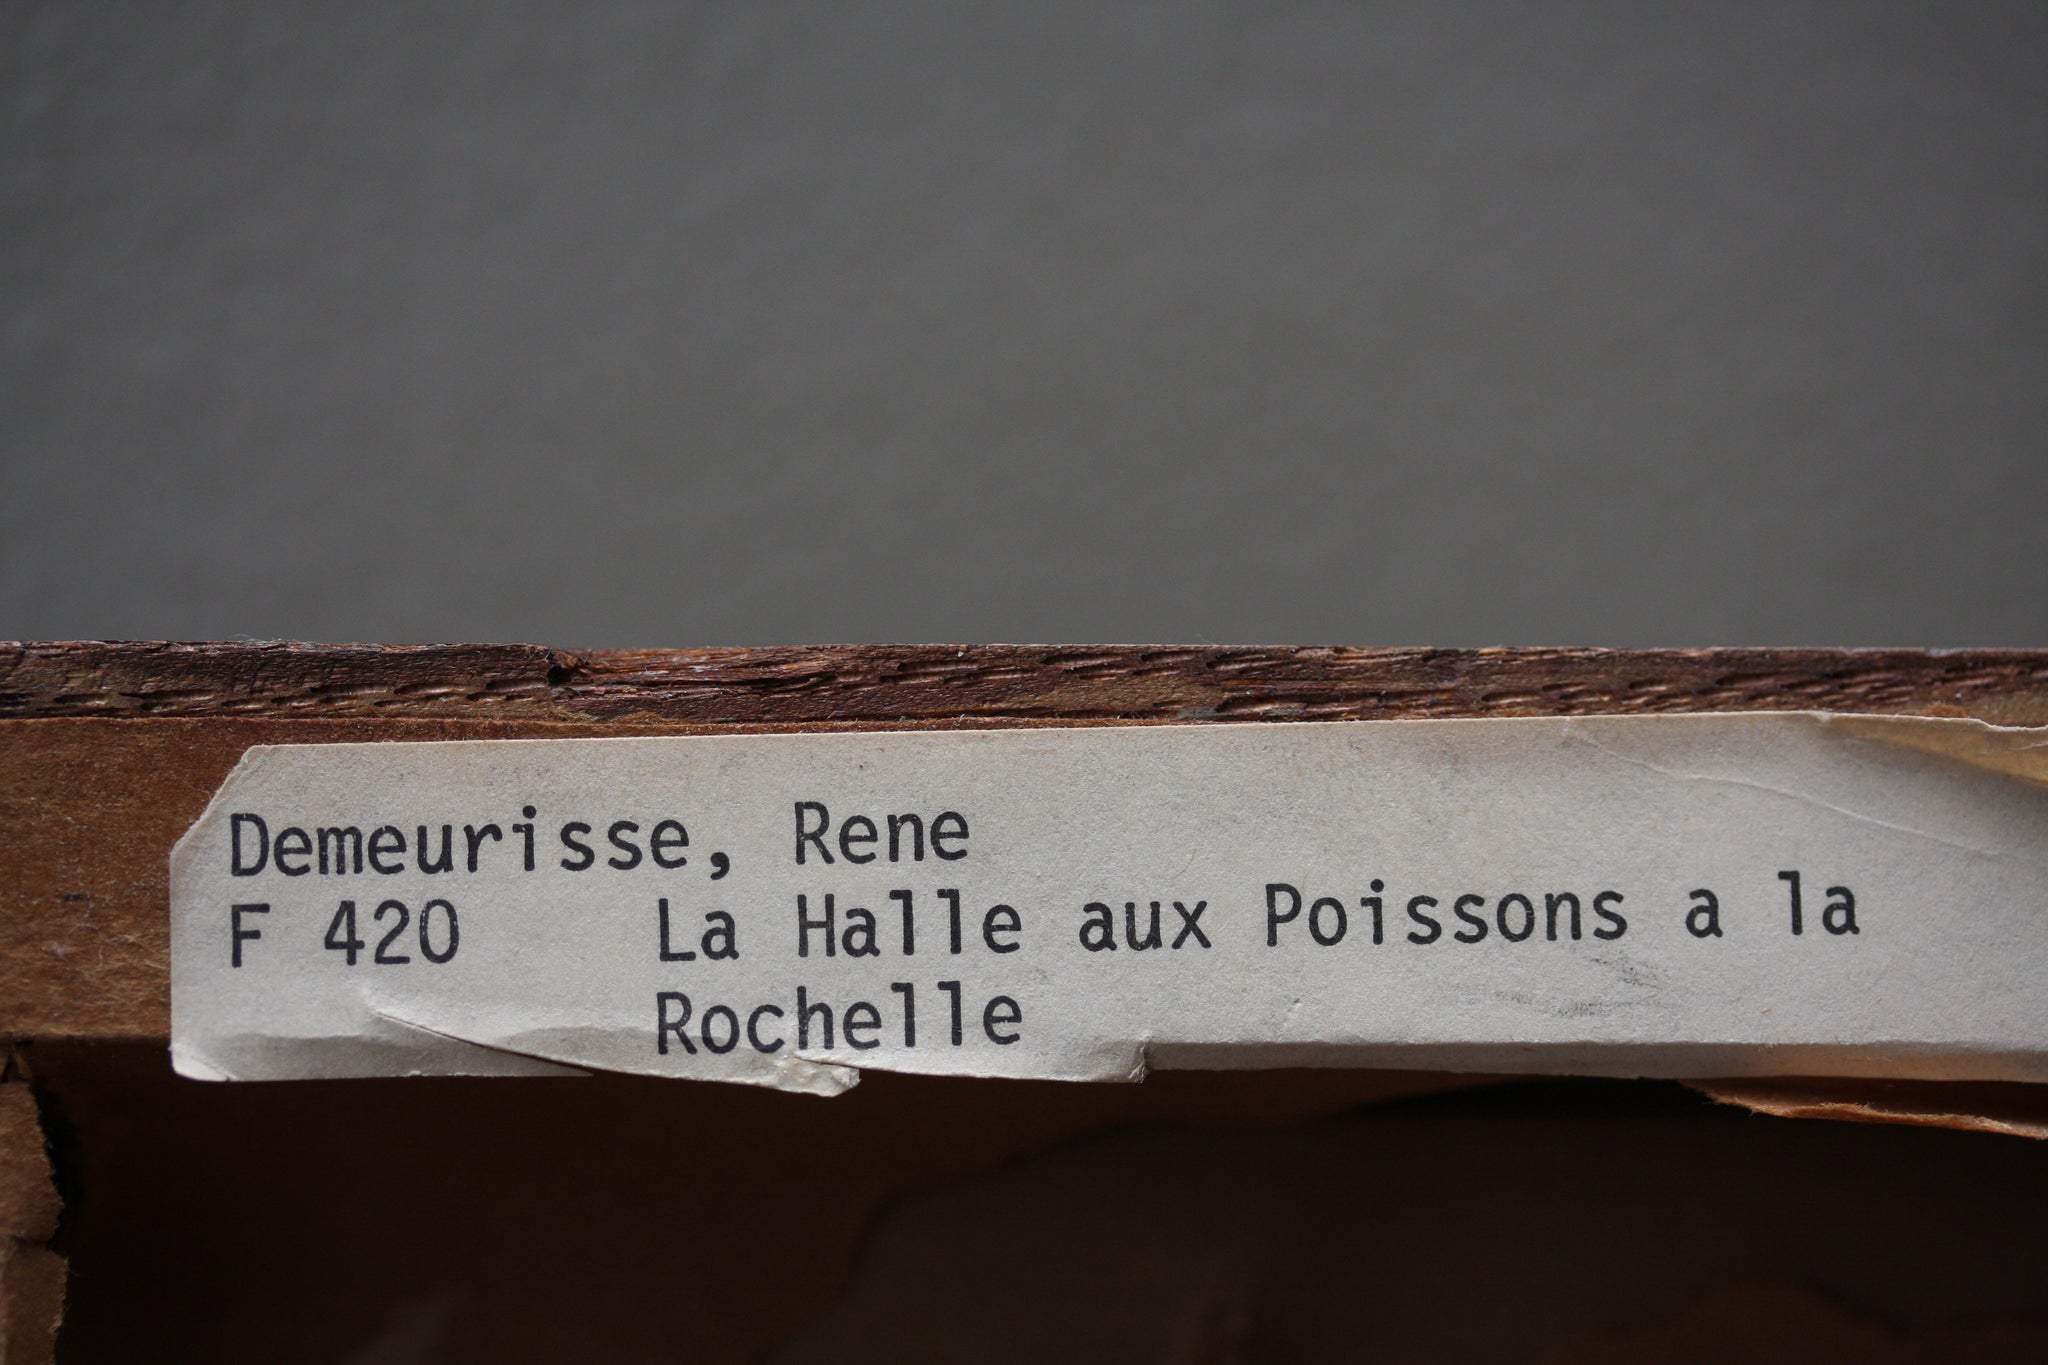 Demeurisse, Rene
F 420 La Halle aux Poissons a la
Rochelle